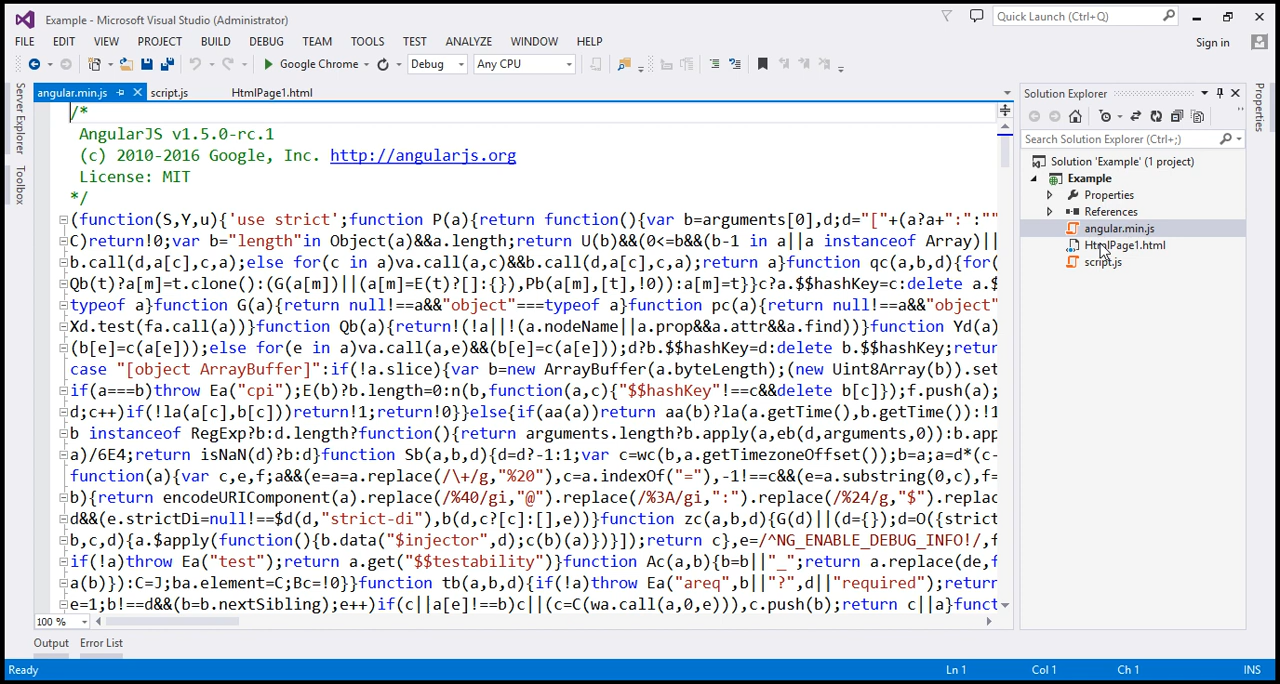 Example - Microsoft Visual Studio (Administrator)
Quick Launch (Ctrl+Q)
FILE EDIT VIEW PROJECT BUILD DEBUG TEAM TOOLS TEST ANALYZE WINDOW HELP
Sign in
Google Chrome Debug Any CPU
Server Explorer
Toolbox
angular.min.js script.js HtmlPage1.html
/*
AngularJS v1.5.0-rc.1
(c) 2010-2016 Google, Inc. http://angularjs.org
License: MIT
*/
(function(S,Y,u){'use strict';function P(a){return function(){var b=arguments[0],d;d="["+(a?a+":":""
C)return!0;var b="length"in Object(a)&&a.length;return U(b)&&(0<=b&&(b-1 in a||a instanceof Array)||
b.call(d,a[c],c,a);else for(c in a)va.call(a,c)&&b.call(d,a[c],c,a);return a}function qc(a,b,d){for(
Qb(t)?a[m]=t.clone():(G(a[m])||(a[m]=E(t)?[]:{}),Pb(a[m],[t],!0)):a[m]=t}}c?a.$$hashKey=c:delete a.$
typeof a}function G(a){return null!==a&&"object"===typeof a}function pc(a){return null!==a&&"object"
Xd.test(fa.call(a))}function Qb(a){return!(!a||!(a.nodeName||a.prop&&a.attr&&a.find))}function Yd(a)
(b[e]=c(a[e]));else for(e in a)va.call(a,e)&&(b[e]=c(a[e]));d?b.$$hashKey=d:delete b.$$hashKey;retur
case "[object ArrayBuffer]":if(!a.slice){var b=new ArrayBuffer(a.byteLength);(new Uint8Array(b)).set
if(a===b)throw Ea("cpi");E(b)?b.length=0:n(b,function(a,c){"$$hashKey"!==c&&delete b[c]});f.push(a);
d;c++)if(!la(a[c],b[c]))return!1;return!0}}else{if(aa(a))return aa(b)?la(a.getTime(),b.getTime()):!1
b instanceof RegExp?b:d.length?function(){return arguments.length?b.apply(a,eb(d,arguments,0)):b.app
a)/6E4;return isNaN(d)?b:d}function Sb(a,b,d){d=d?-1:1;var c=wc(b,a.getTimezoneOffset());b=a;a=d*(c-
function(a){var c,e,f;a&&(e=a=a.replace(/\+/g,"%20"),c=a.indexOf("="),-1!==c&&(e=a.substring(0,c),f=
b){return encodeURIComponent(a).replace(/%40/gi,"@").replace(/%3A/gi,":").replace(/%24/g,"$").replac
d&&(e.strictDi=null!==$d(d,"strict-di"),b(d,c?[c]:[],e))}function zc(a,b,d){G(d)||(d={});d=O({strict
b,c,d){a.$apply(function(){b.data("$injector",d);c(b)(a)})}]);return c},e=/^NG_ENABLE_DEBUG_INFO!/,f
if(!a)throw Ea("test");return a.get("$$testability")}function Ac(a,b){b=b||"_";return a.replace(de,f
a(b)}):C=J;ba.element=C;Bc=!0}}function tb(a,b,d){if(!a)throw Ea("areq",b||"?",d||"required");return
e=1;b!==d&&(b=b.nextSibling);e++)if(c||a[e]!==b)c||(c=C(wa.call(a,0,e))),c.push(b);return c||a}funct
100 %
Output Error List
Solution Explorer
Search Solution Explorer (Ctrl+;)
Solution 'Example' (1 project)
Example
Properties
References
angular.min.js
HtmlPage1.html
script.js
Properties
Ready Ln 1 Col 1 Ch 1 INS